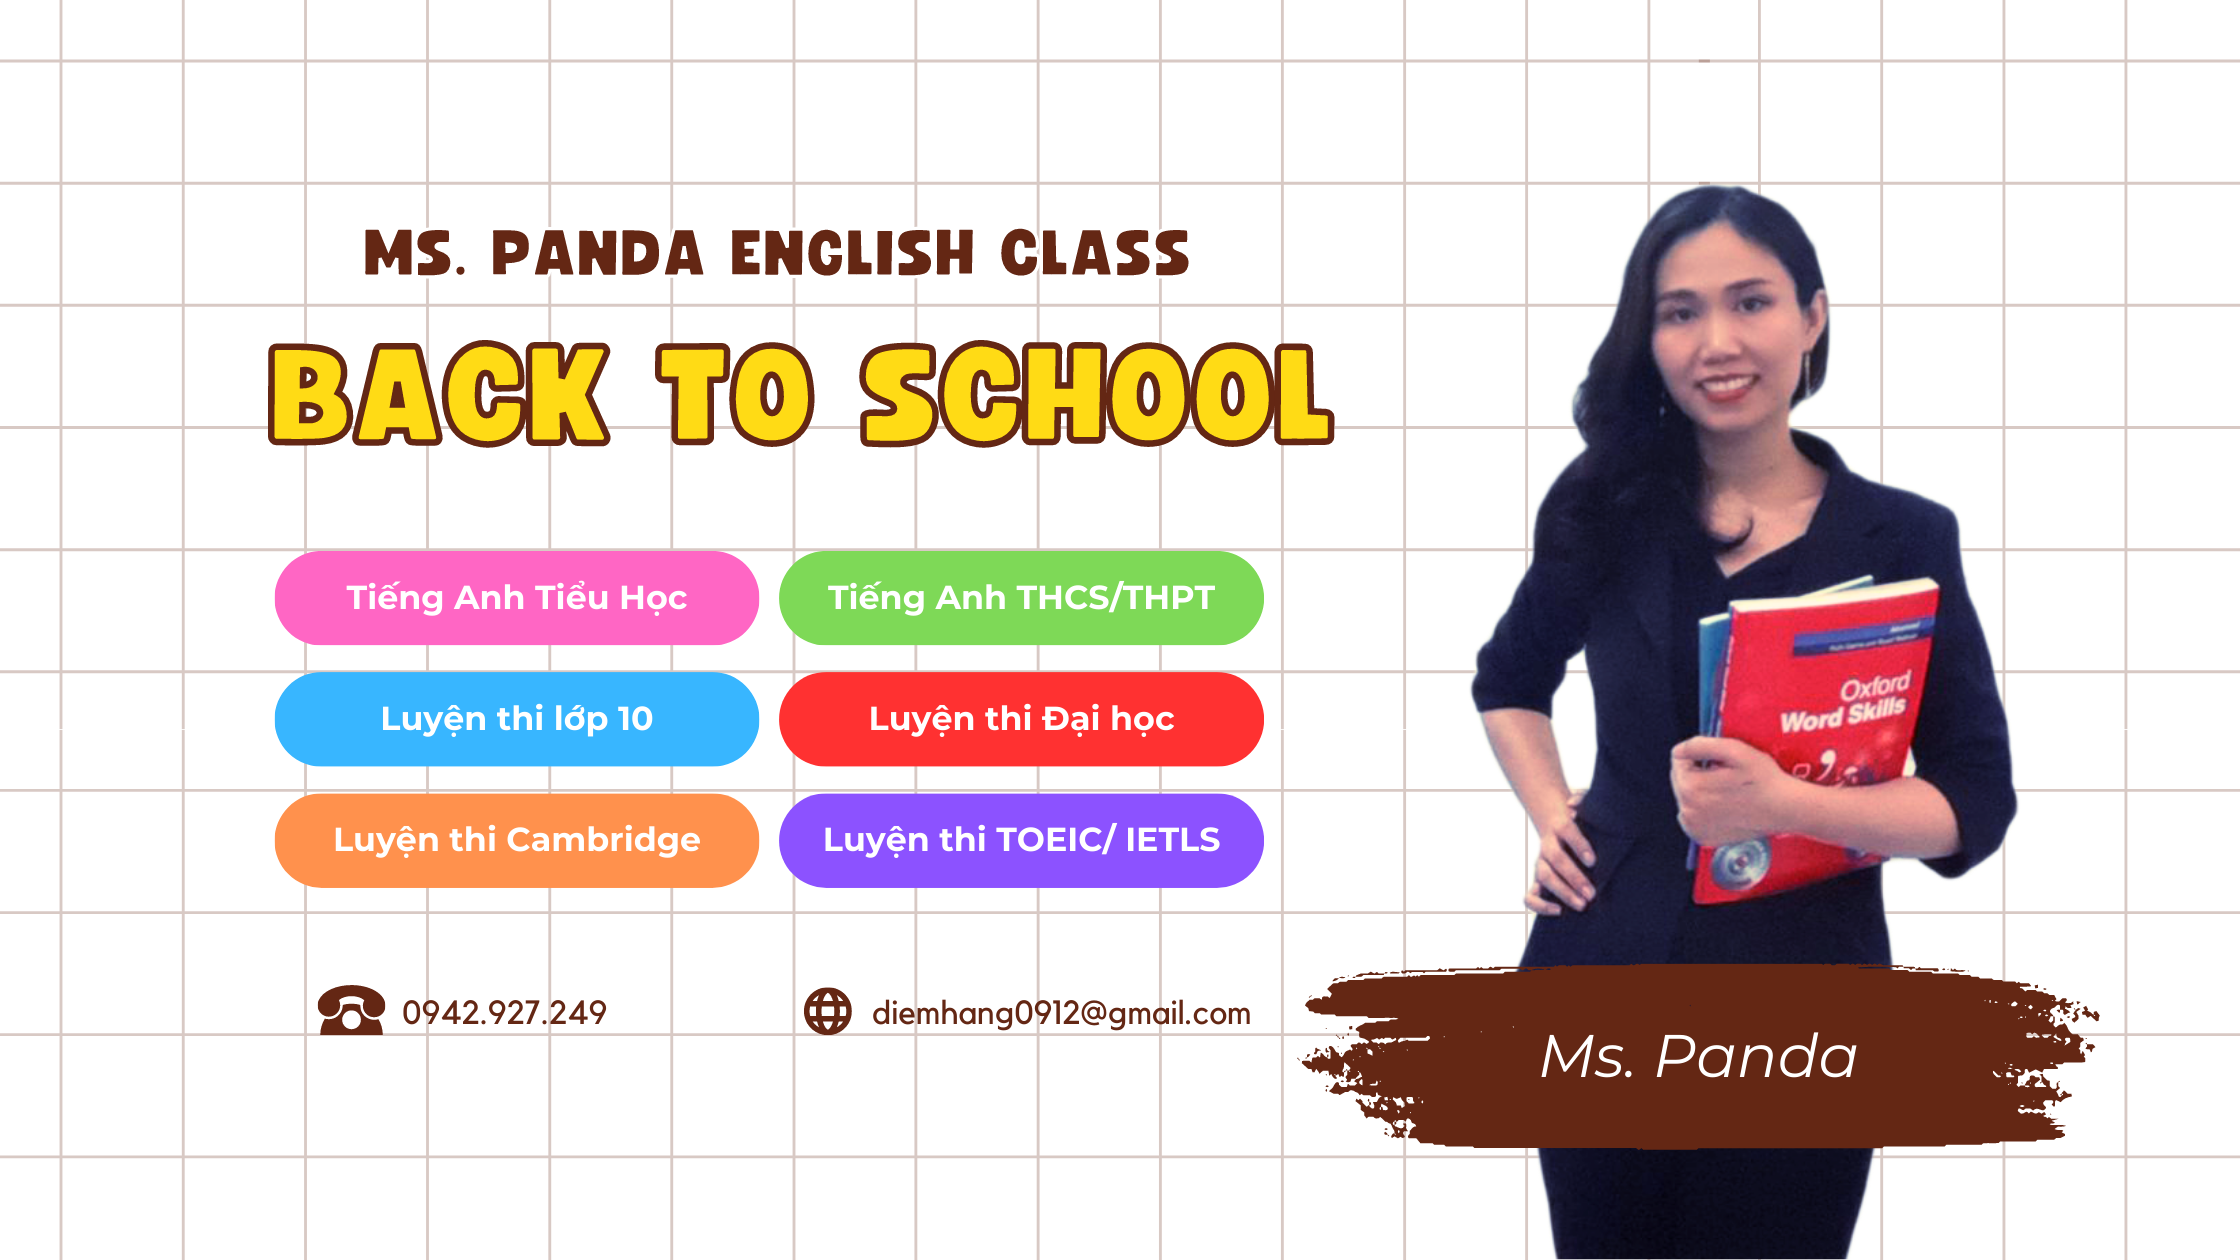 MS. PANDA ENGLISH CLASS
BACK TO SCHOOL
Tiếng Anh Tiểu Học
Tiếng Anh THCS/THPT
Luyện thi lớp 10
Luyện thi Đại học
Luyện thi Cambridge
Luyện thi TOEIC/ IETLS
0942.927.249
diemhang0912@gmail.com
Oxford
Word Skills
Ms. Panda